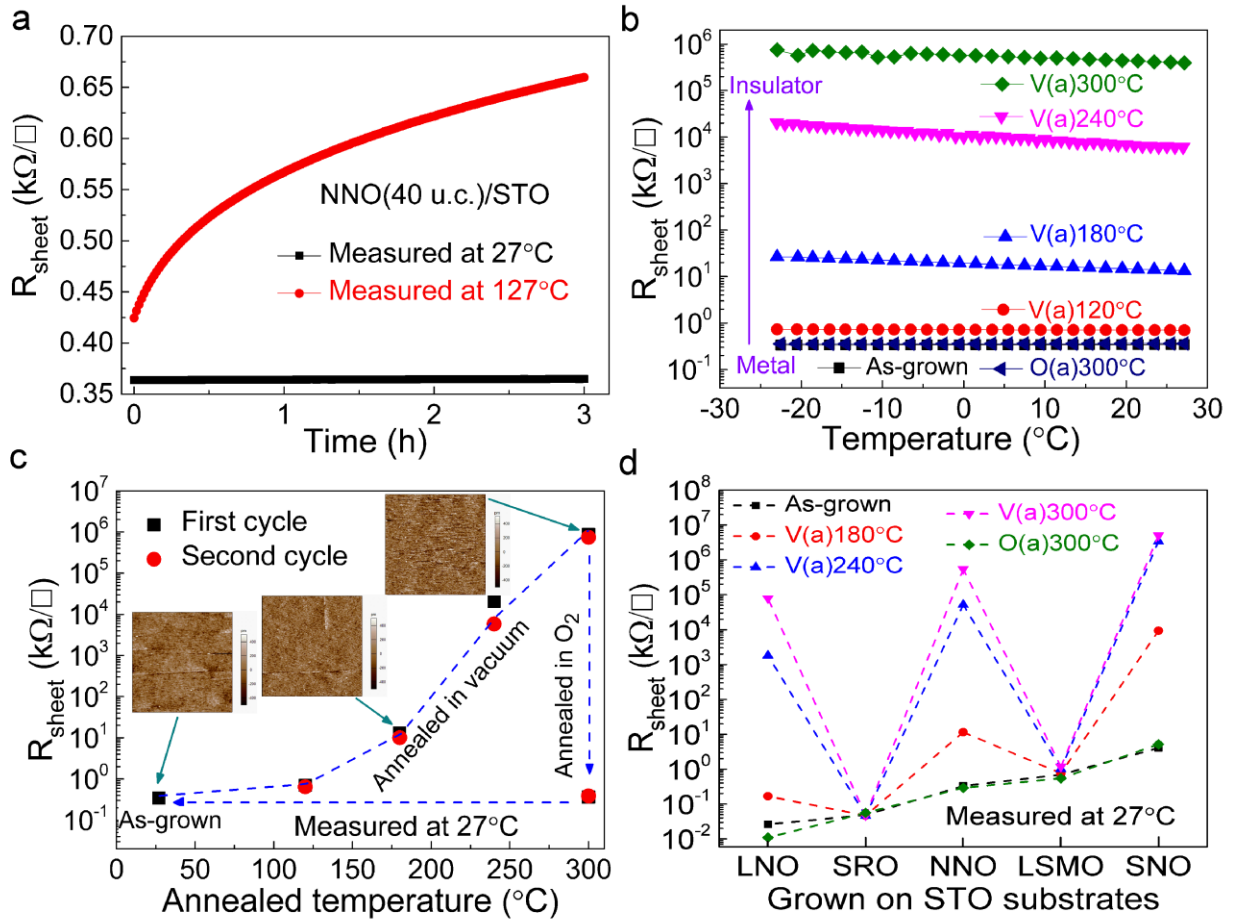 a
0.70
0.65
0.60
0.55
0.50
0.45
0.40
0.35
R_sheet (kΩ/□)
NNO(40 u.c.)/STO
Measured at 27°C
Measured at 127°C
0 1 2 3
Time (h)
b
10^6
10^5
10^4
10^3
10^2
10^1
10^0
10^-1
R_sheet (kΩ/□)
Insulator
Metal
V(a)300°C
V(a)240°C
V(a)180°C
V(a)120°C
As-grown
O(a)300°C
-30 -20 -10 0 10 20 30
Temperature (°C)
c
10^7
10^6
10^5
10^4
10^3
10^2
10^1
10^0
10^-1
R_sheet (kΩ/□)
First cycle
Second cycle
Annealed in vacuum
Annealed in O_2
As-grown
Measured at 27°C
0 50 100 150 200 250 300
Annealed temperature (°C)
d
10^8
10^7
10^6
10^5
10^4
10^3
10^2
10^1
10^0
10^-1
10^-2
R_sheet (kΩ/□)
As-grown
V(a)180°C
V(a)240°C
V(a)300°C
O(a)300°C
Measured at 27°C
LNO SRO NNO LSMO SNO
Grown on STO substrates